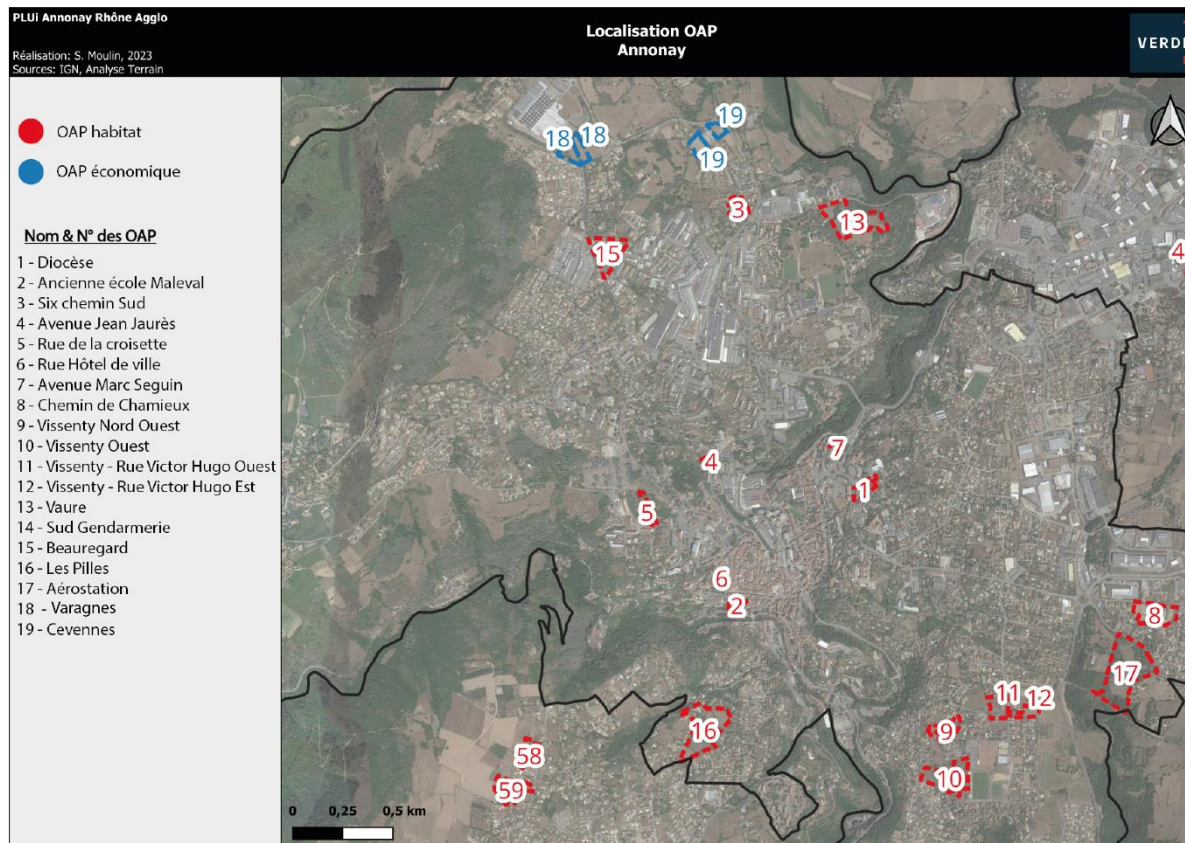 PLUi Annonay Rhône Agglo
Réalisation: S. Moulin, 2023
Sources: IGN, Analyse Terrain
Localisation OAP
Annonay
OAP habitat
OAP économique
Nom & N° des OAP
1 - Diocèse
2 - Ancienne école Maleval
3 - Six chemin Sud
4 - Avenue Jean Jaurès
5 - Rue de la croisette
6 - Rue Hôtel de ville
7 - Avenue Marc Seguin
8 - Chemin de Chamieux
9 - Vissenty Nord Ouest
10 - Vissenty Ouest
11 - Vissenty - Rue Victor Hugo Ouest
12 - Vissenty - Rue Victor Hugo Est
13 - Vaure
14 - Sud Gendarmerie
15 - Beauregard
16 - Les Pilles
17 - Aérostation
18 - Varagnes
19 - Cevennes
18 18
19
19
3
13
15
4
4
7
1
5
6
2
8
17
11 12
9
16
10
58
59
0 0,25 0,5 km